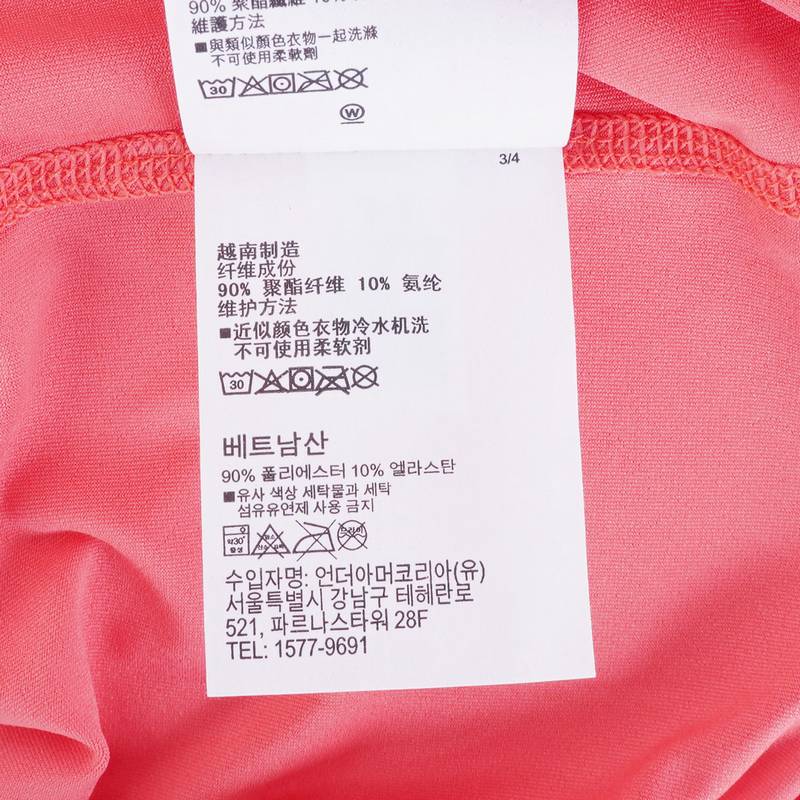 90% 聚酯纖維 10%
維護方法
■與類似顏色衣物一起洗滌
不可使用柔軟劑
30
W
3/4
越南制造
纤维成份
90% 聚酯纤维 10% 氨纶
维护方法
■近似颜色衣物冷水机洗
不可使用柔软剂
30
베트남산
90% 폴리에스터 10% 엘라스탄
■유사 색상 세탁물과 세탁
섬유유연제 사용 금지
약30°
중성
수입자명: 언더아머코리아(유)
서울특별시 강남구 테헤란로
521, 파르나스타워 28F
TEL: 1577-9691